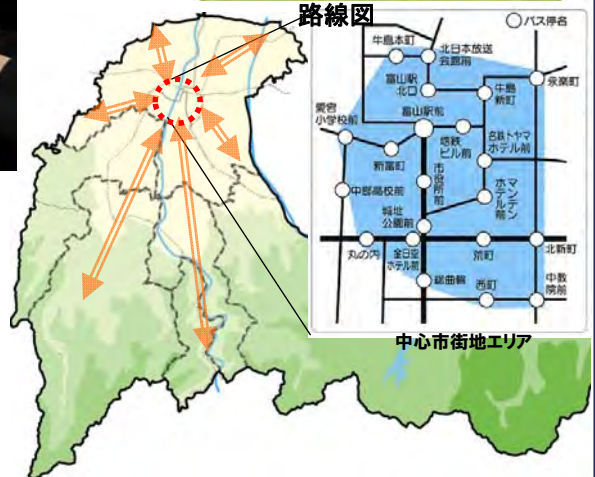 路線図
バス停名
牛島本町
北日本放送
会館前
永楽町
富山駅
北口
牛島
新町
愛宕
小学校前
富山駅前
地鉄
ビル前
名鉄トヤマ
ホテル前
新富町
市役所前
中部高校前
マンテンホテル前
城址
公園前
丸の内
全日空
ホテル前
荒町
北新町
総曲輪
西町
中教
院前
中心市街地エリア